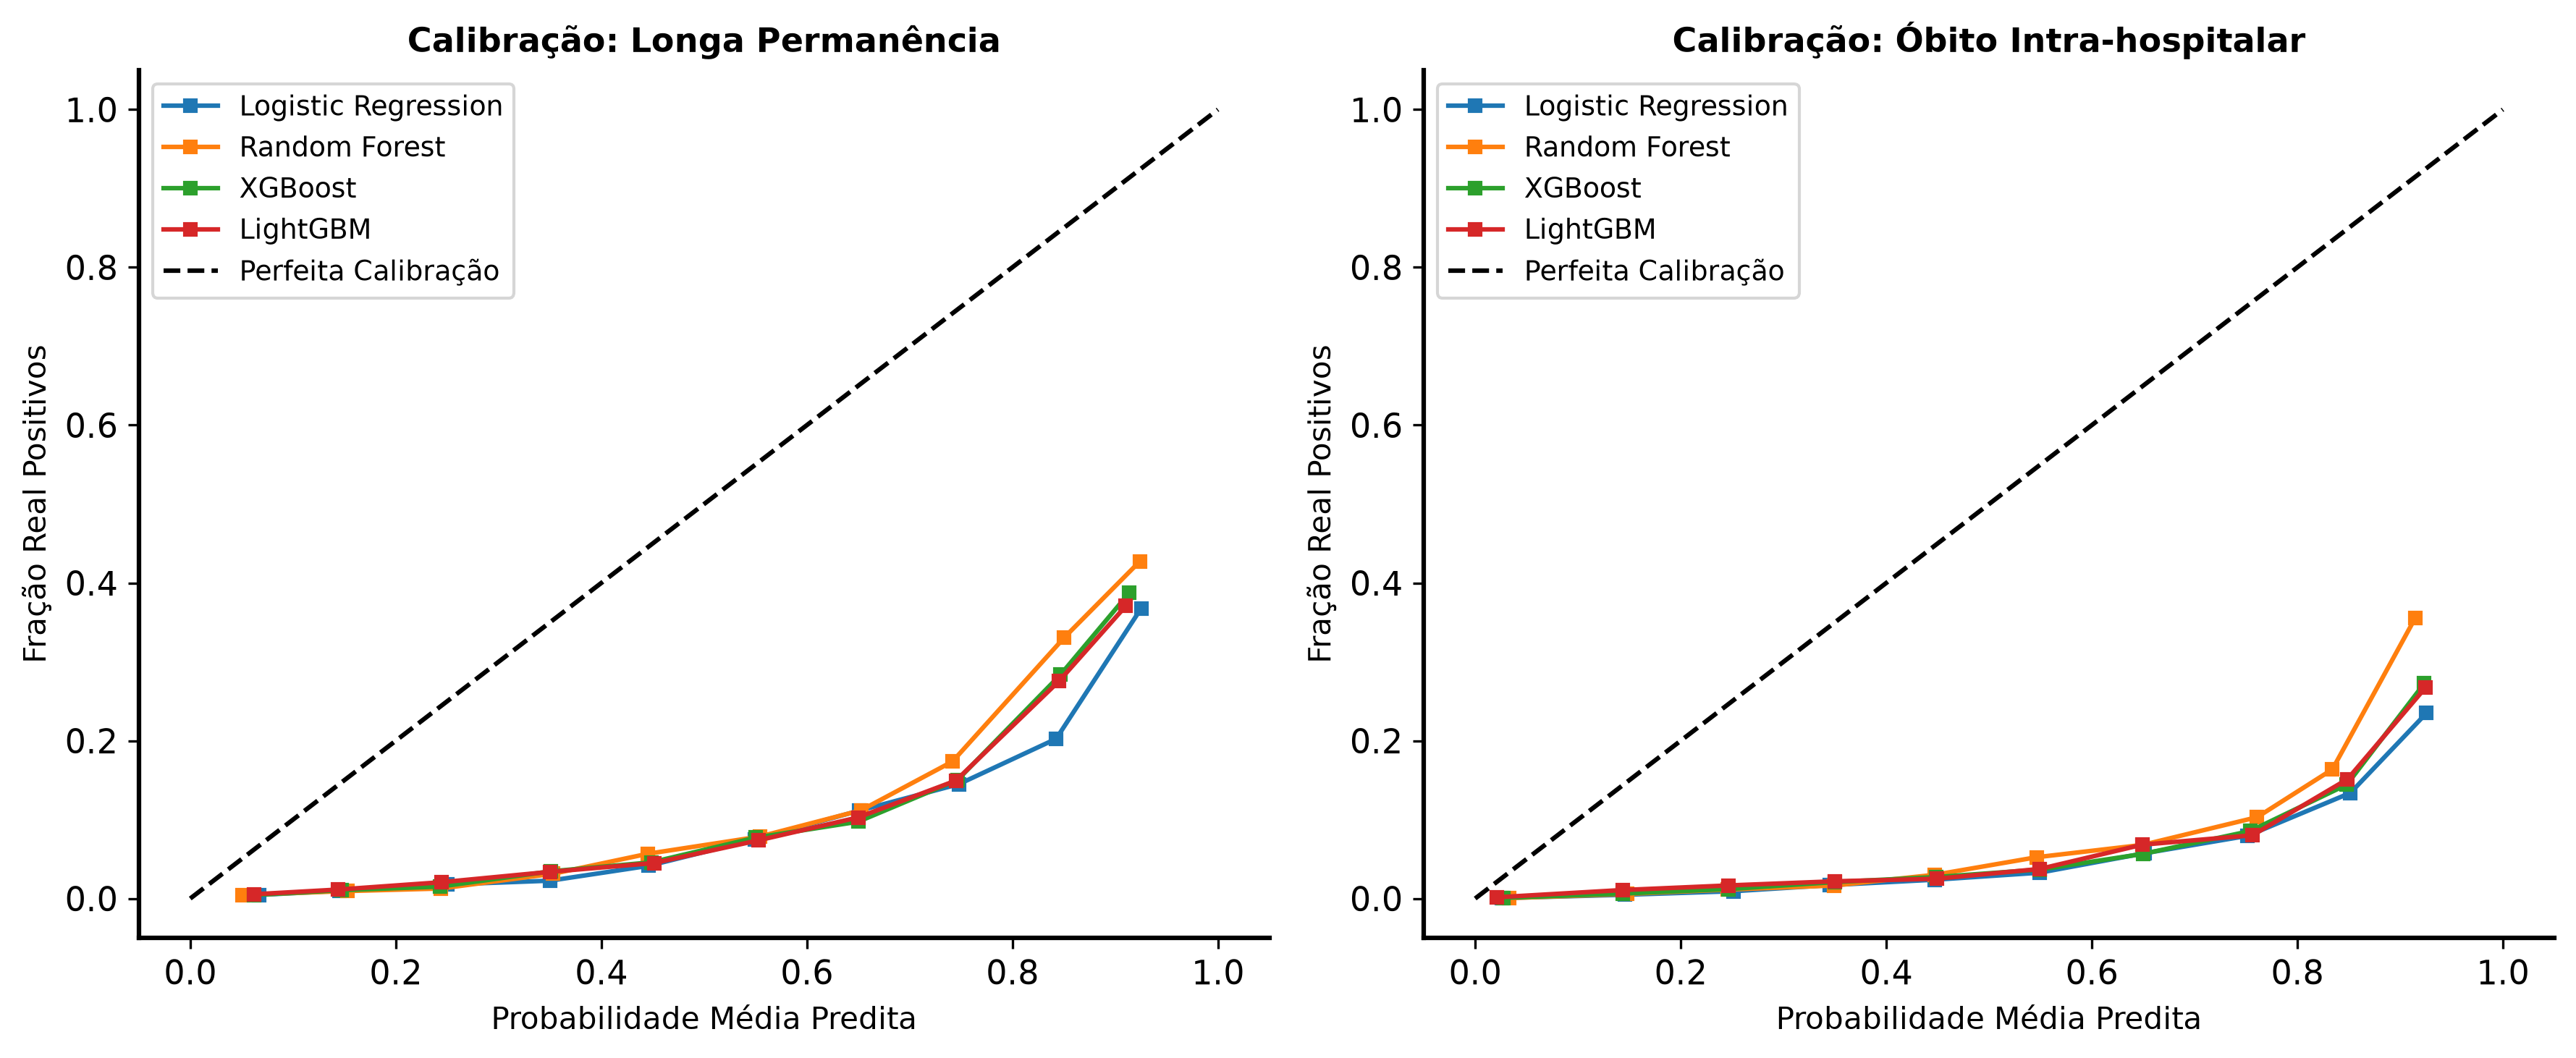 Calibração: Longa Permanência
Logistic Regression
Random Forest
XGBoost
LightGBM
Perfeita Calibração
Fração Real Positivos
1.0
0.8
0.6
0.4
0.2
0.0
0.0 0.2 0.4 0.6 0.8 1.0
Probabilidade Média Predita
Calibração: Óbito Intra-hospitalar
Logistic Regression
Random Forest
XGBoost
LightGBM
Perfeita Calibração
Fração Real Positivos
1.0
0.8
0.6
0.4
0.2
0.0
0.0 0.2 0.4 0.6 0.8 1.0
Probabilidade Média Predita